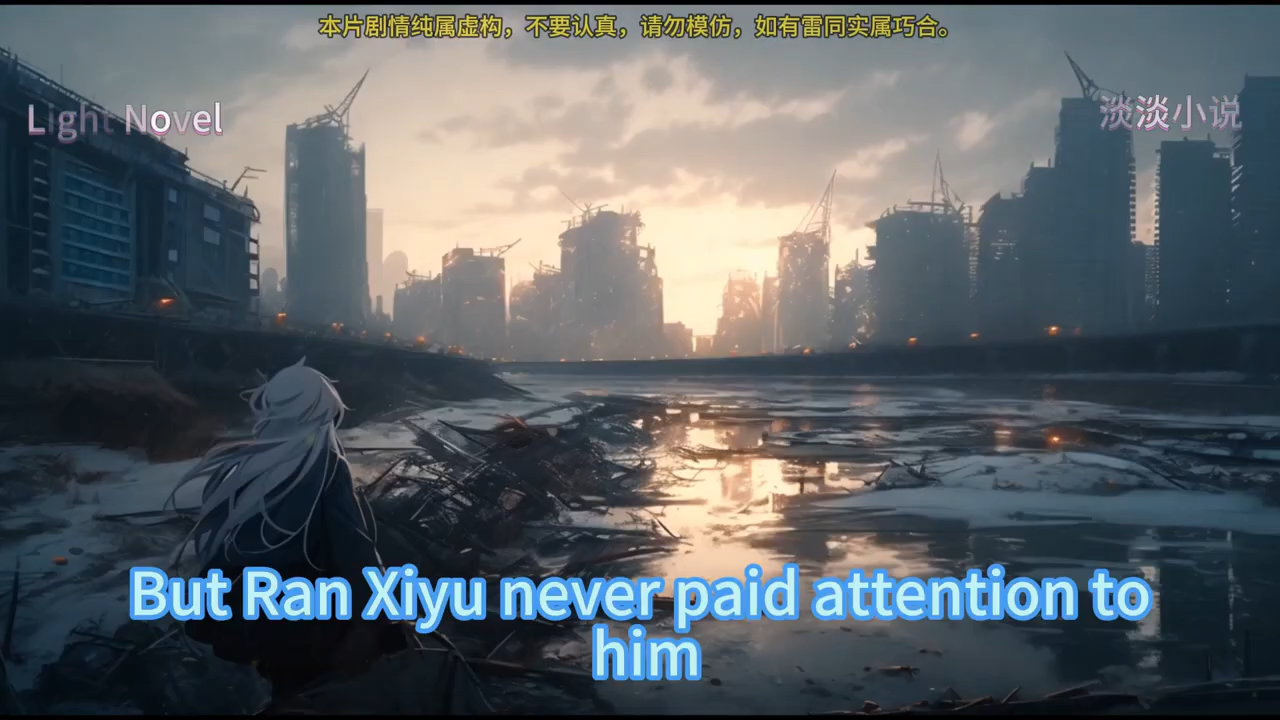 本片剧情纯属虚构，不要认真，请勿模仿，如有雷同实属巧合。
Light Novel
淡淡小说
But Ran Xiyu never paid attention to
him